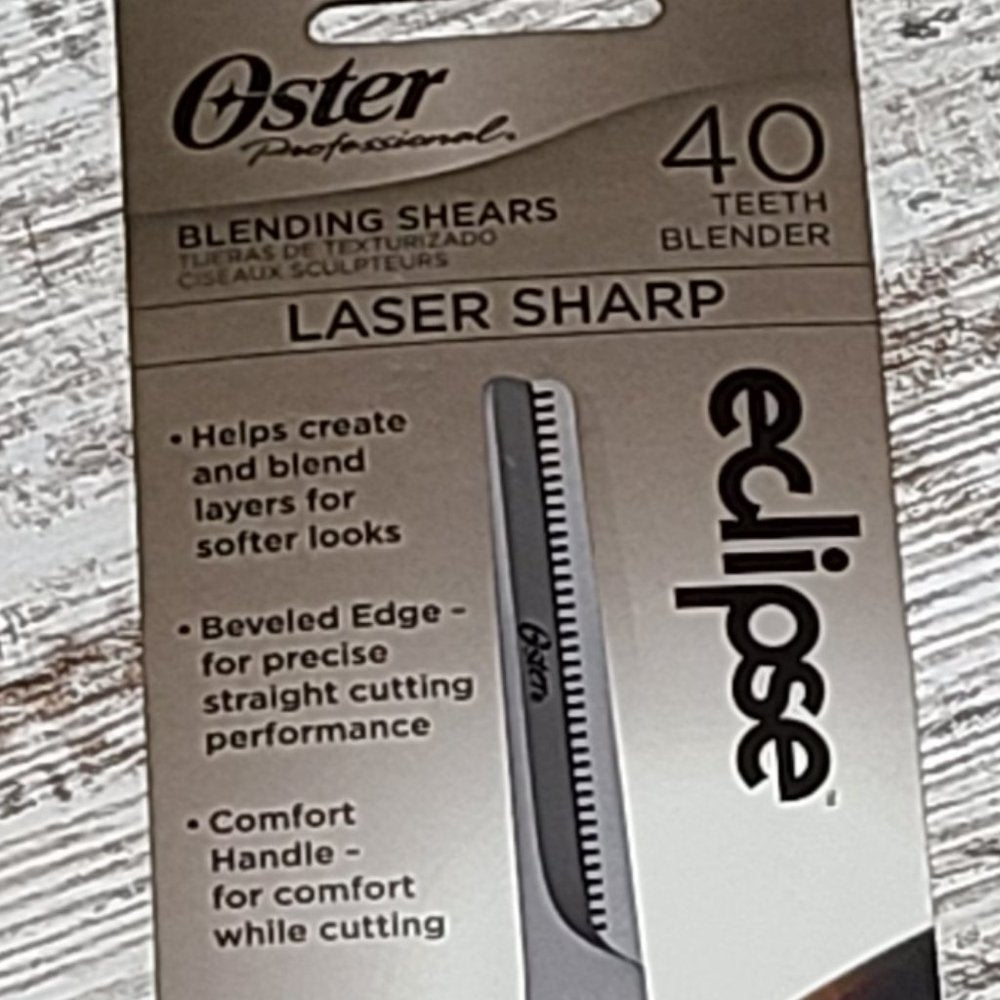 Oster
Professional.
40
TEETH
BLENDER
BLENDING SHEARS
TIJERAS DE TEXTURIZADO
CISEAUX SCULPTEURS
LASER SHARP
eclipse™
• Helps create
and blend
layers for
softer looks
• Beveled Edge –
for precise
straight cutting
performance
• Comfort
Handle –
for comfort
while cutting
Oster